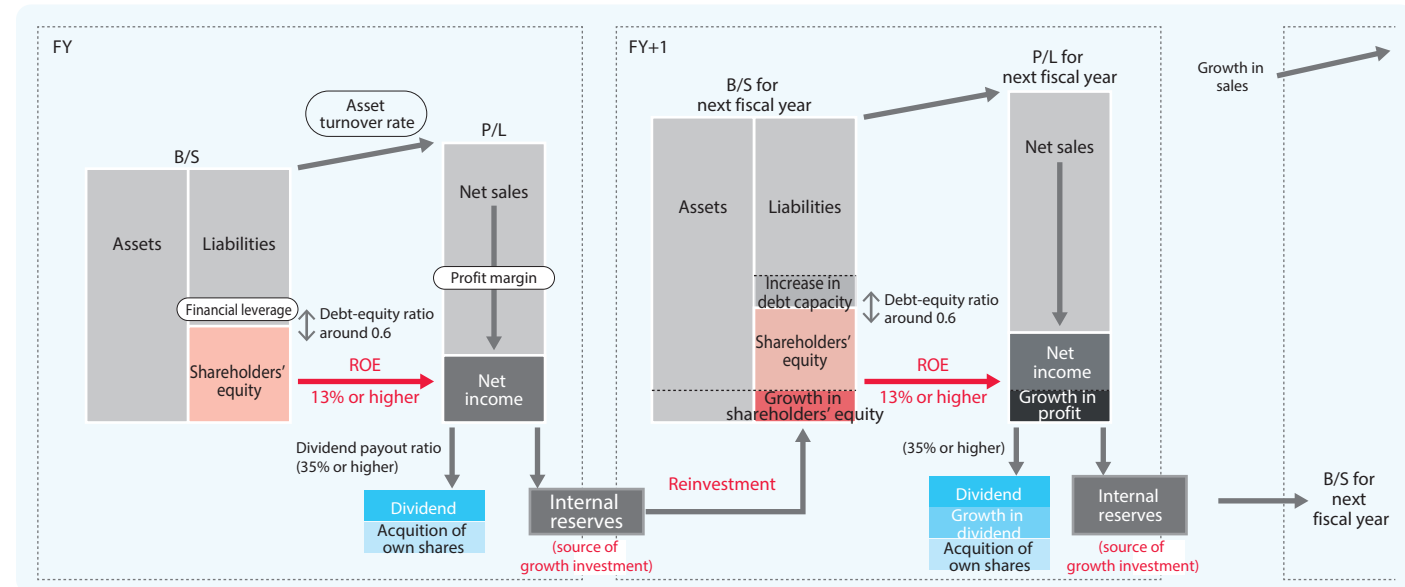 FY
B/S
Assets
Liabilities
Financial leverage
Shareholders’
equity
Debt-equity ratio
around 0.6
Asset
turnover rate
P/L
Net sales
Profit margin
Net
income
ROE
13% or higher
Dividend payout ratio
(35% or higher)
Dividend
Acquition of
own shares
Internal
reserves
(source of
growth investment)
Reinvestment
FY+1
B/S for
next fiscal year
Assets
Liabilities
Increase in
debt capacity
Shareholders’
equity
Growth in
shareholders’ equity
Debt-equity ratio
around 0.6
P/L for
next fiscal year
Net sales
Net
income
Growth in
profit
ROE
13% or higher
(35% or higher)
Dividend
Growth in
dividend
Acquition of
own shares
Internal
reserves
(source of
growth investment)
Growth in
sales
B/S for
next
fiscal year